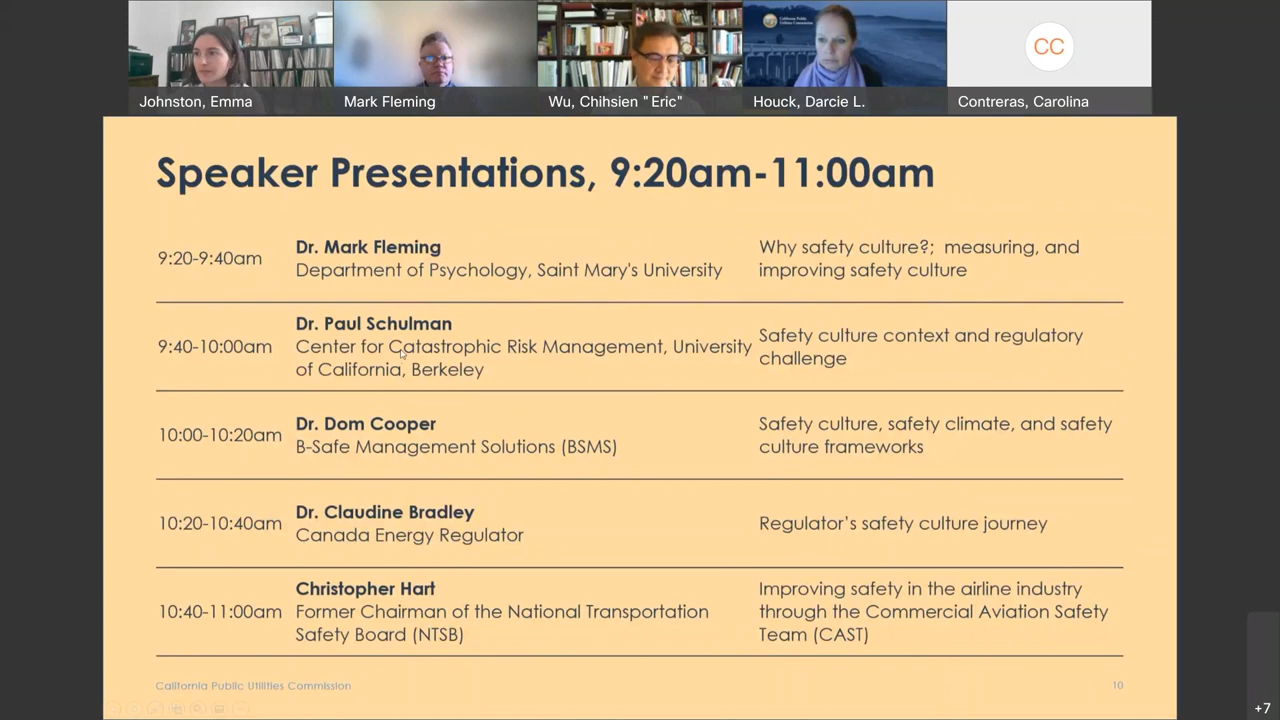 California Public
Utilities Commission
Johnston, Emma
Mark Fleming
Wu, Chihsien "Eric"
Houck, Darcie L.
CC
Contreras, Carolina
Speaker Presentations, 9:20am-11:00am
9:20-9:40am
Dr. Mark Fleming
Department of Psychology, Saint Mary's University
Why safety culture?;  measuring, and
improving safety culture
9:40-10:00am
Dr. Paul Schulman
Center for Catastrophic Risk Management, University
of California, Berkeley
Safety culture context and regulatory
challenge
10:00-10:20am
Dr. Dom Cooper
B-Safe Management Solutions (BSMS)
Safety culture, safety climate, and safety
culture frameworks
10:20-10:40am
Dr. Claudine Bradley
Canada Energy Regulator
Regulator’s safety culture journey
10:40-11:00am
Christopher Hart
Former Chairman of the National Transportation
Safety Board (NTSB)
Improving safety in the airline industry
through the Commercial Aviation Safety
Team (CAST)
California Public Utilities Commission
10
+7